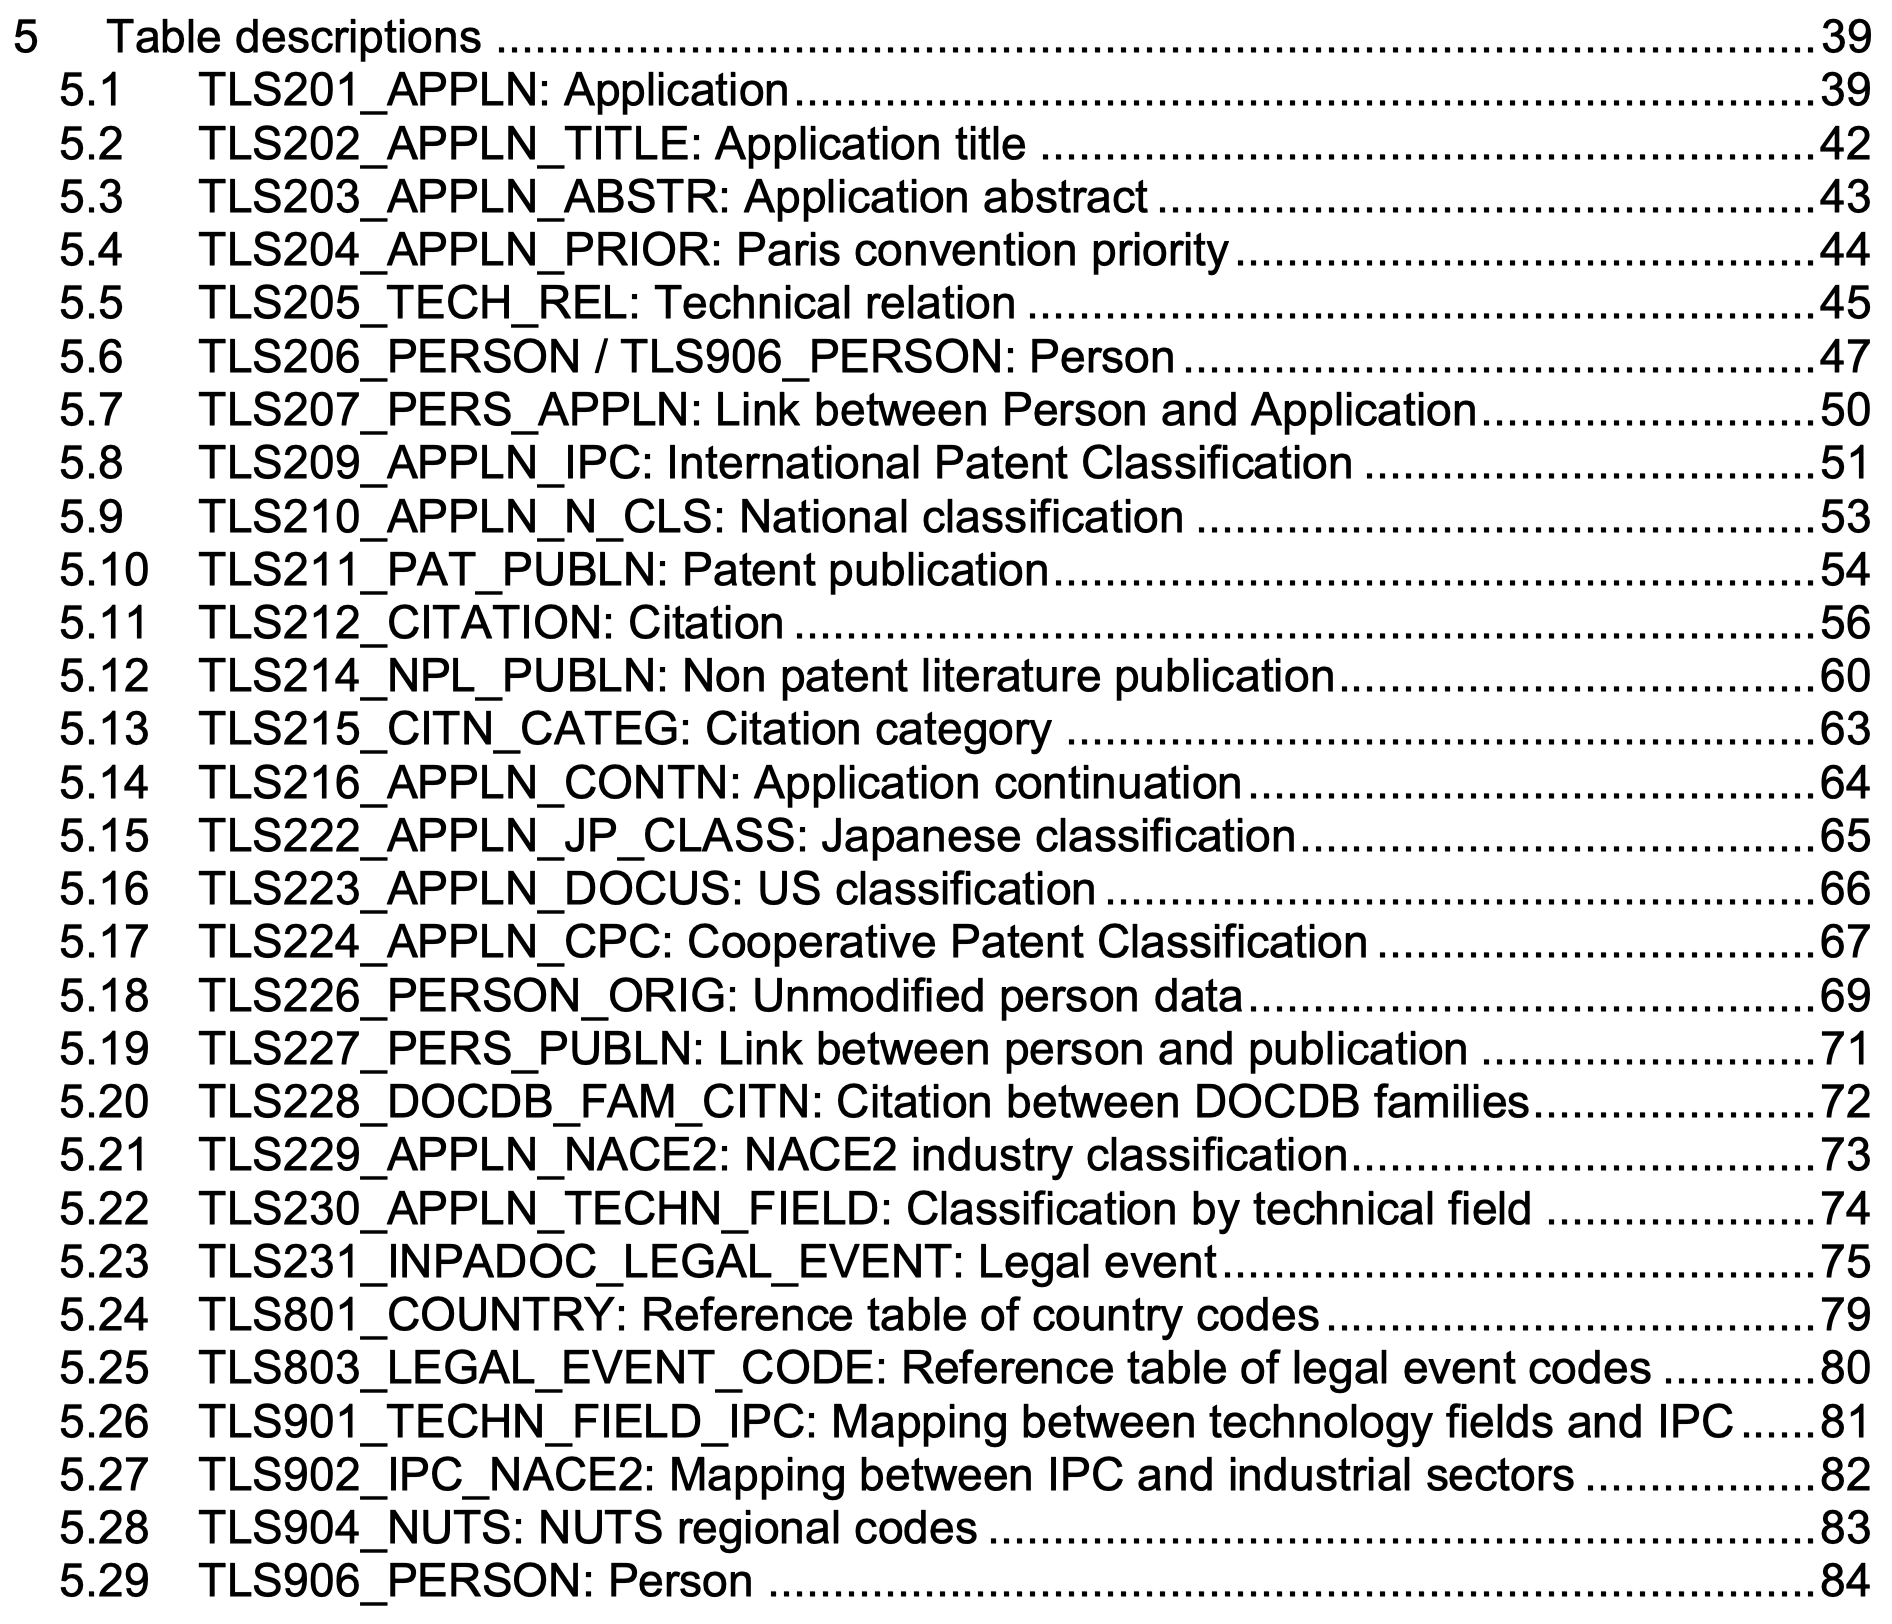 5 Table descriptions ........................................................................................................ 39
5.1 TLS201_APPLN: Application ................................................................................ 39
5.2 TLS202_APPLN_TITLE: Application title ............................................................. 42
5.3 TLS203_APPLN_ABSTR: Application abstract .................................................... 43
5.4 TLS204_APPLN_PRIOR: Paris convention priority .............................................. 44
5.5 TLS205_TECH_REL: Technical relation .............................................................. 45
5.6 TLS206_PERSON / TLS906_PERSON: Person .................................................. 47
5.7 TLS207_PERS_APPLN: Link between Person and Application ........................... 50
5.8 TLS209_APPLN_IPC: International Patent Classification .................................... 51
5.9 TLS210_APPLN_N_CLS: National classification ................................................. 53
5.10 TLS211_PAT_PUBLN: Patent publication ............................................................ 54
5.11 TLS212_CITATION: Citation ................................................................................ 56
5.12 TLS214_NPL_PUBLN: Non patent literature publication ...................................... 60
5.13 TLS215_CITN_CATEG: Citation category ........................................................... 63
5.14 TLS216_APPLN_CONTN: Application continuation ............................................. 64
5.15 TLS222_APPLN_JP_CLASS: Japanese classification ......................................... 65
5.16 TLS223_APPLN_DOCUS: US classification ........................................................ 66
5.17 TLS224_APPLN_CPC: Cooperative Patent Classification ................................... 67
5.18 TLS226_PERSON_ORIG: Unmodified person data ............................................. 69
5.19 TLS227_PERS_PUBLN: Link between person and publication ........................... 71
5.20 TLS228_DOCDB_FAM_CITN: Citation between DOCDB families ....................... 72
5.21 TLS229_APPLN_NACE2: NACE2 industry classification ..................................... 73
5.22 TLS230_APPLN_TECHN_FIELD: Classification by technical field ...................... 74
5.23 TLS231_INPADOC_LEGAL_EVENT: Legal event ............................................... 75
5.24 TLS801_COUNTRY: Reference table of country codes ....................................... 79
5.25 TLS803_LEGAL_EVENT_CODE: Reference table of legal event codes ............ 80
5.26 TLS901_TECHN_FIELD_IPC: Mapping between technology fields and IPC ...... 81
5.27 TLS902_IPC_NACE2: Mapping between IPC and industrial sectors .................. 82
5.28 TLS904_NUTS: NUTS regional codes ................................................................. 83
5.29 TLS906_PERSON: Person .................................................................................. 84